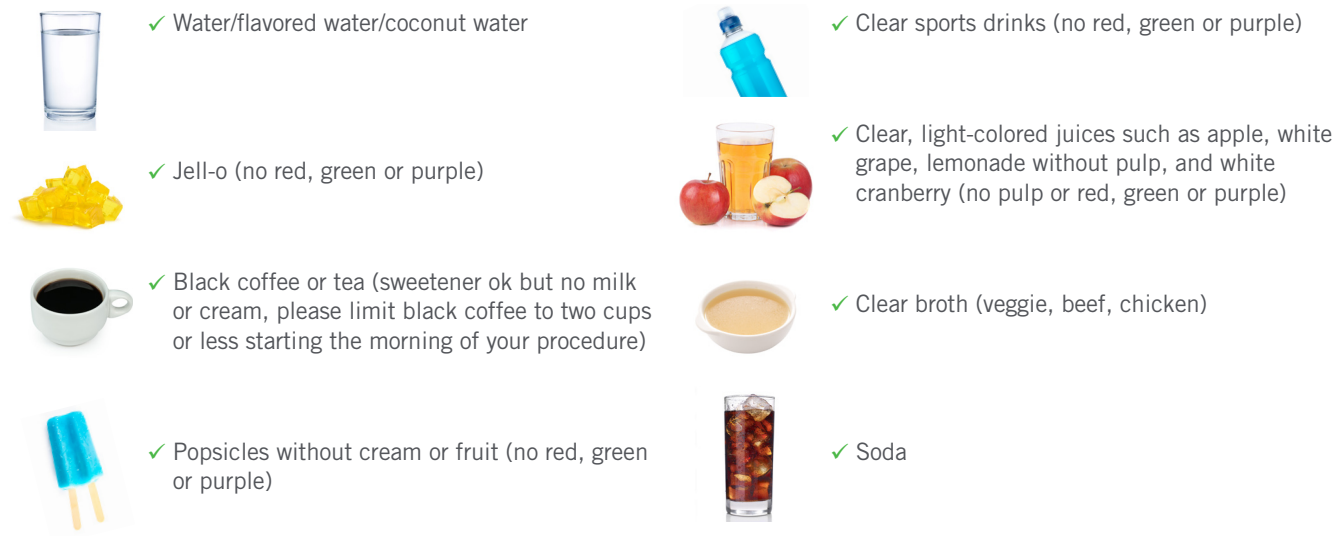 ✓ Water/flavored water/coconut water
✓ Jell-o (no red, green or purple)
✓ Black coffee or tea (sweetener ok but no milk
or cream, please limit black coffee to two cups
or less starting the morning of your procedure)
✓ Popsicles without cream or fruit (no red, green
or purple)
✓ Clear sports drinks (no red, green or purple)
✓ Clear, light-colored juices such as apple, white
grape, lemonade without pulp, and white
cranberry (no pulp or red, green or purple)
✓ Clear broth (veggie, beef, chicken)
✓ Soda